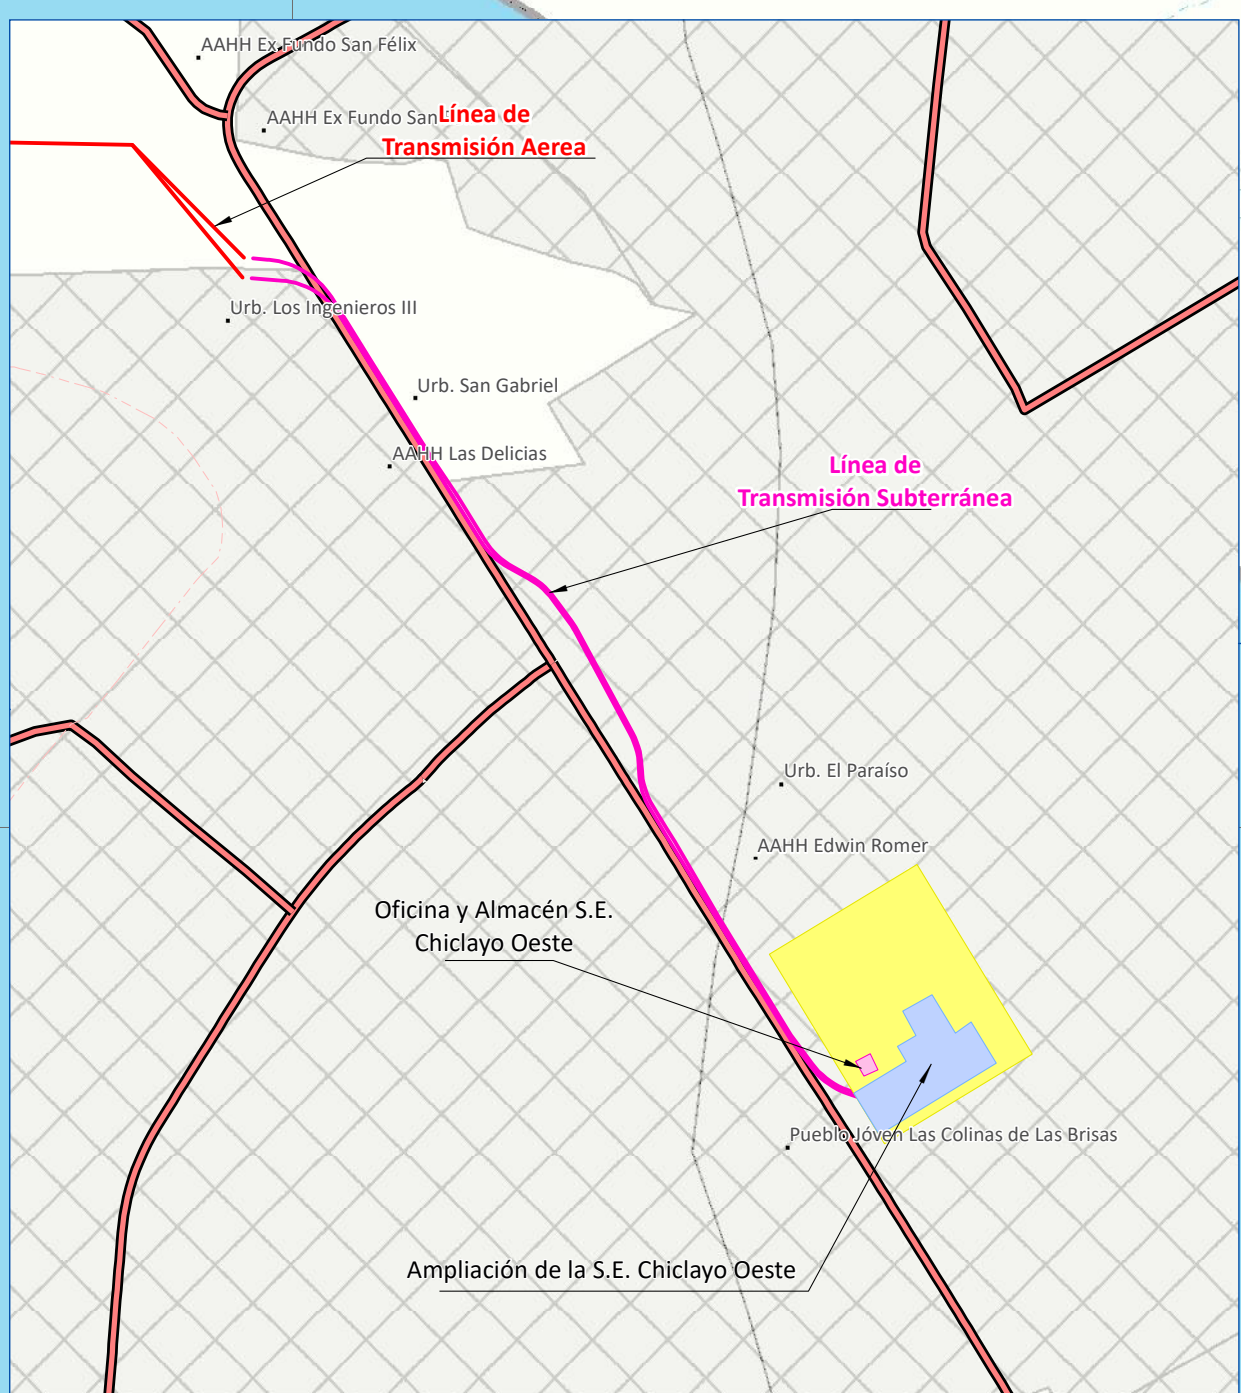 AAHH Ex Fundo San Félix
AAHH Ex Fundo San
Línea de
Transmisión Aerea
Urb. Los Ingenieros III
Urb. San Gabriel
AAHH Las Delicias
Línea de
Transmisión Subterránea
Urb. El Paraíso
AAHH Edwin Romer
Oficina y Almacén S.E.
Chiclayo Oeste
Pueblo Jóven Las Colinas de Las Brisas
Ampliación de la S.E. Chiclayo Oeste